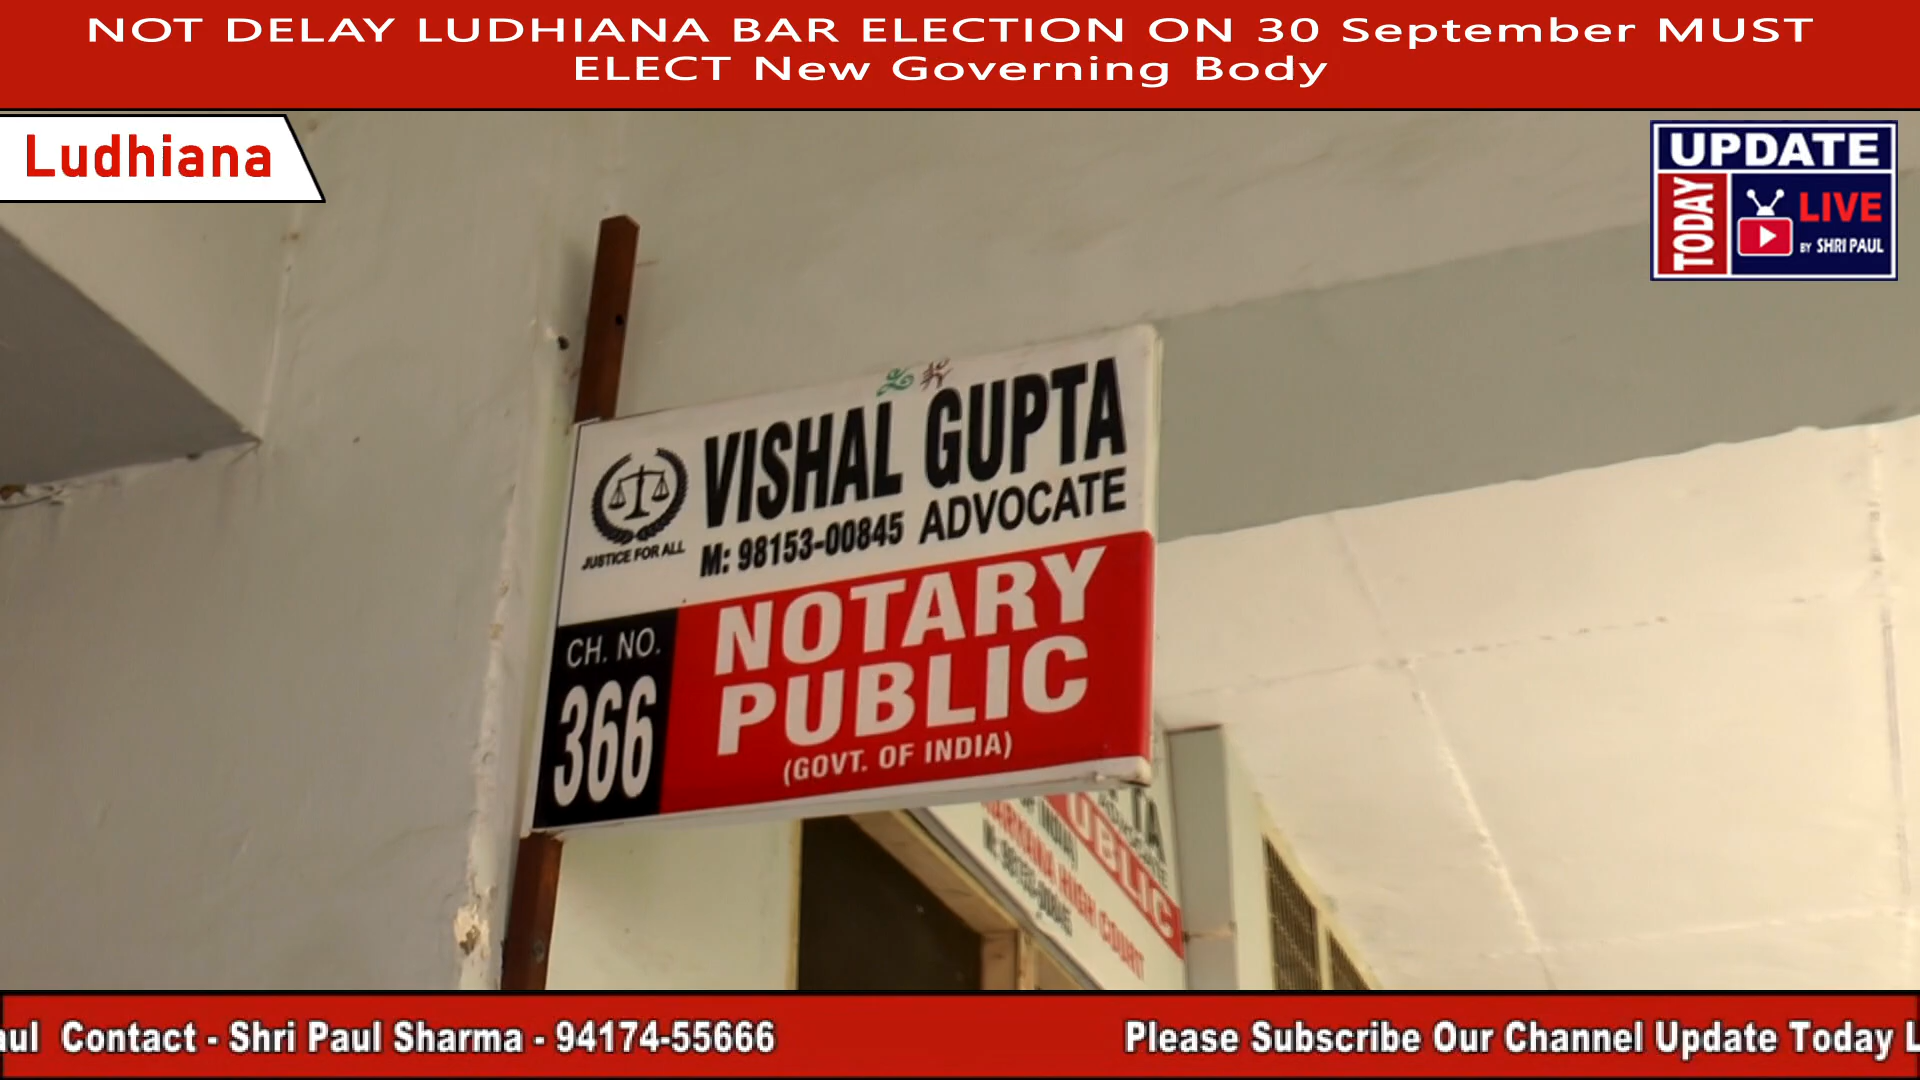 NOT DELAY LUDHIANA BAR ELECTION ON 30 September MUST
ELECT New Governing Body
Ludhiana
UPDATE
TODAY
LIVE
BY SHRI PAUL
VISHAL GUPTA
ADVOCATE
M: 98153-00845
JUSTICE FOR ALL
CH. NO.
366
NOTARY
PUBLIC
(GOVT. OF INDIA)
HIGH COURT
Contact - Shri Paul Sharma - 94174-55666
Please Subscribe Our Channel Update Today